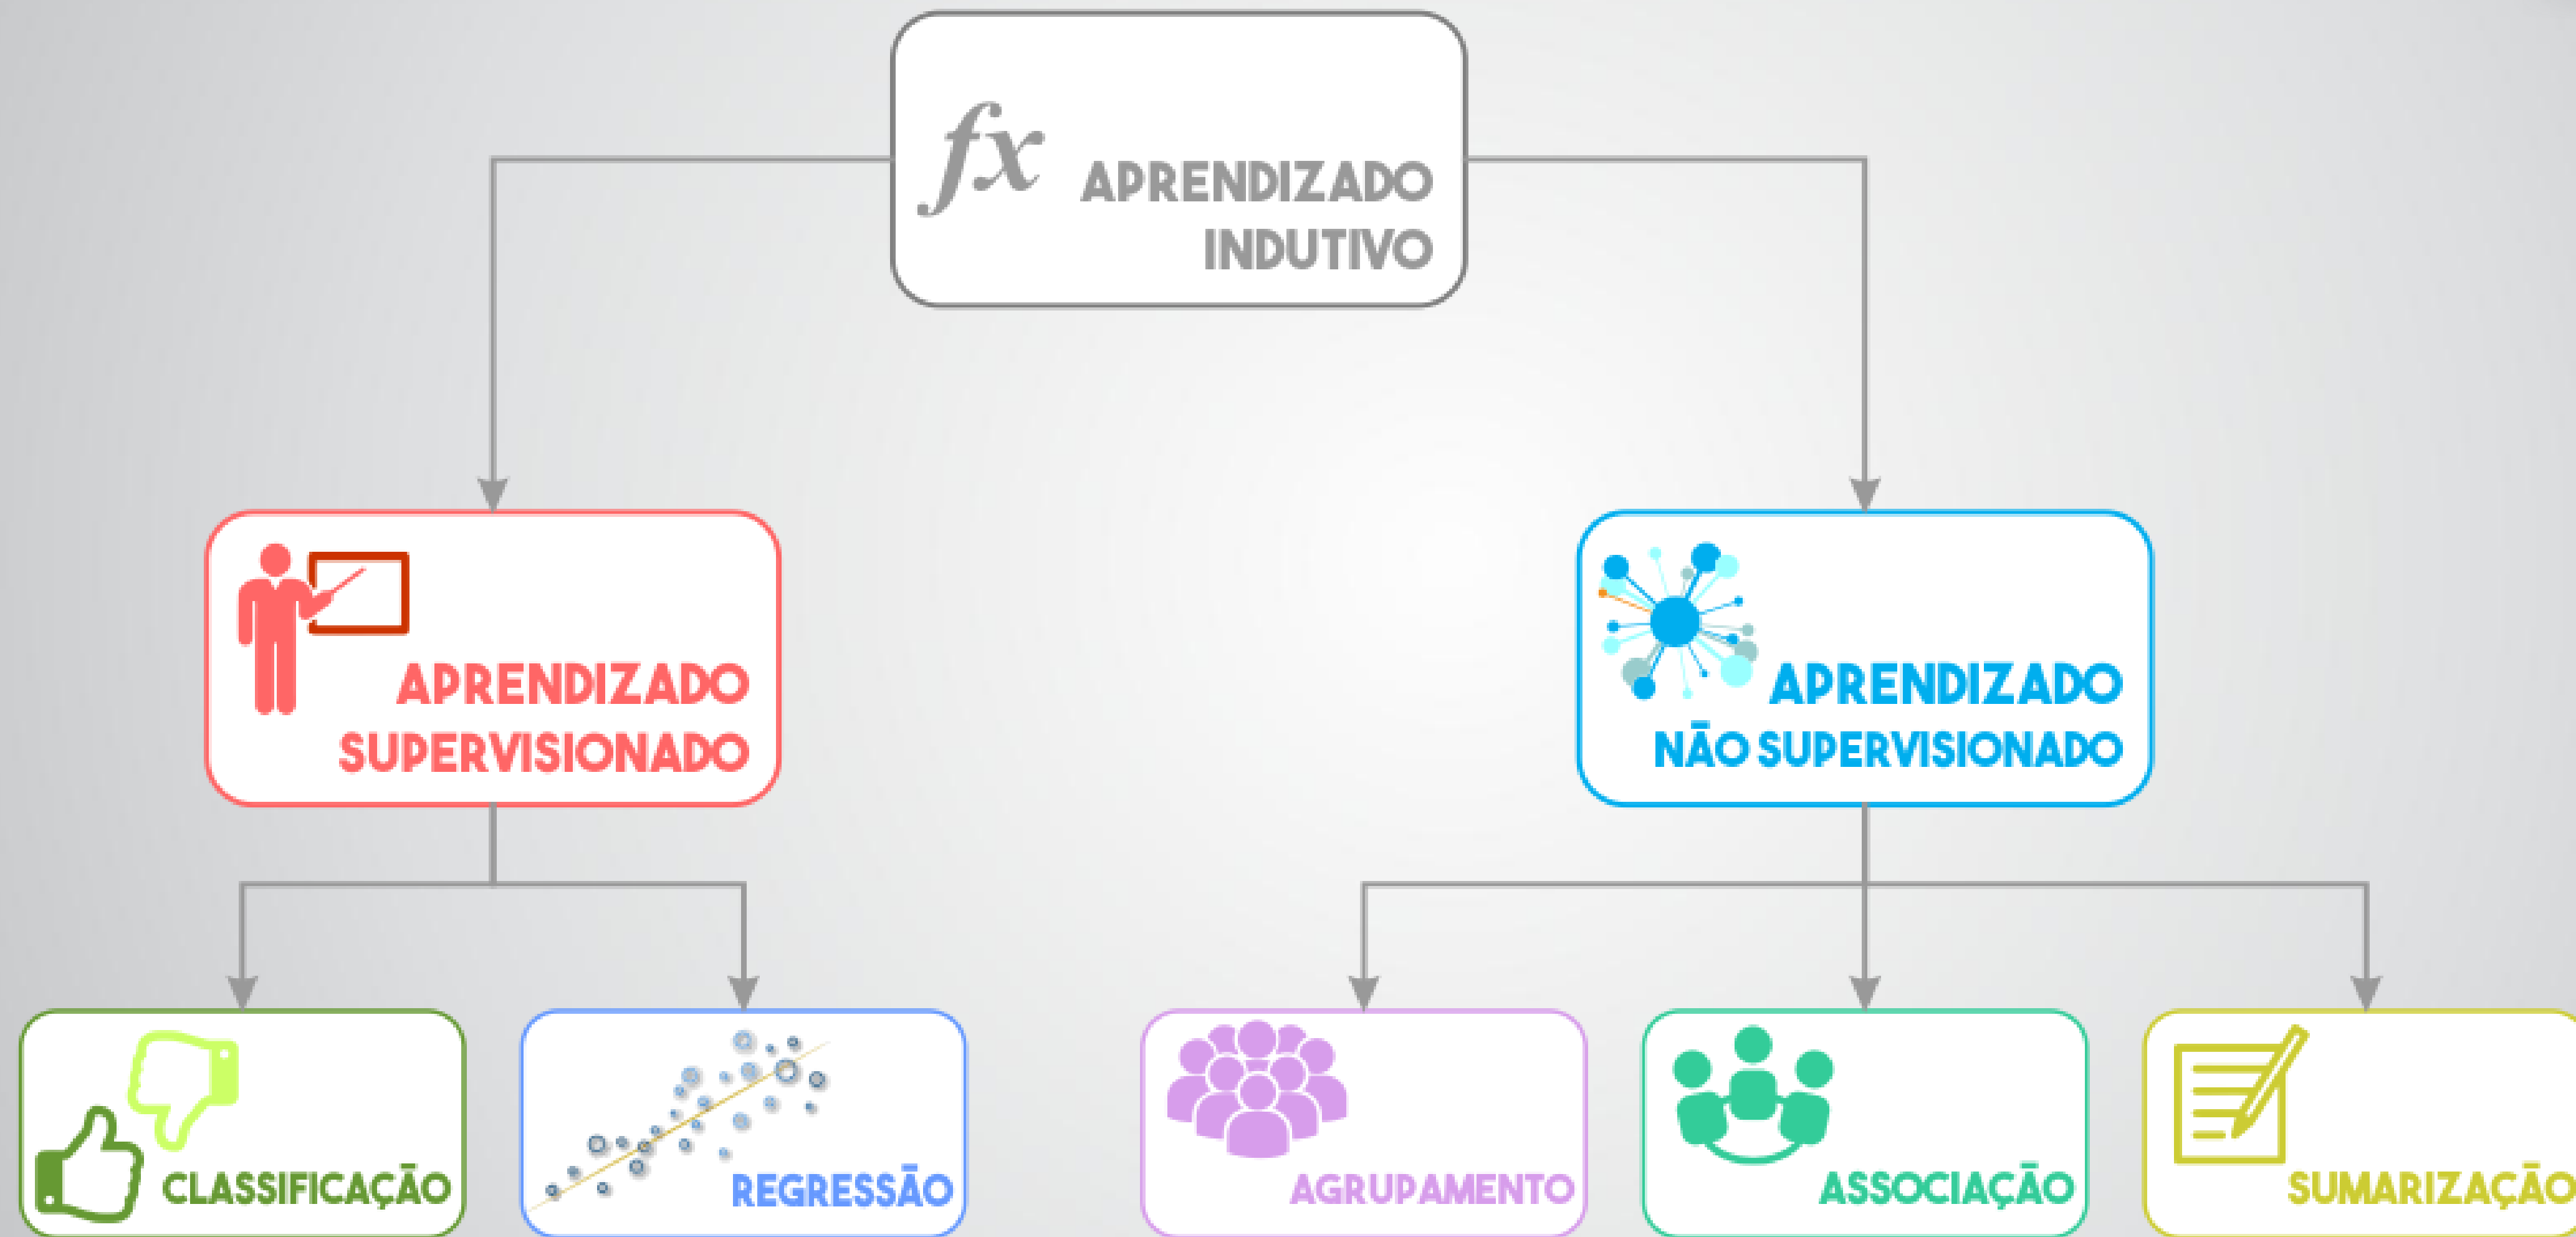 fx
APRENDIZADO
INDUTIVO
APRENDIZADO
SUPERVISIONADO
APRENDIZADO
NÃO SUPERVISIONADO
CLASSIFICAÇÃO
REGRESSÃO
AGRUPAMENTO
ASSOCIAÇÃO
SUMARIZAÇÃO